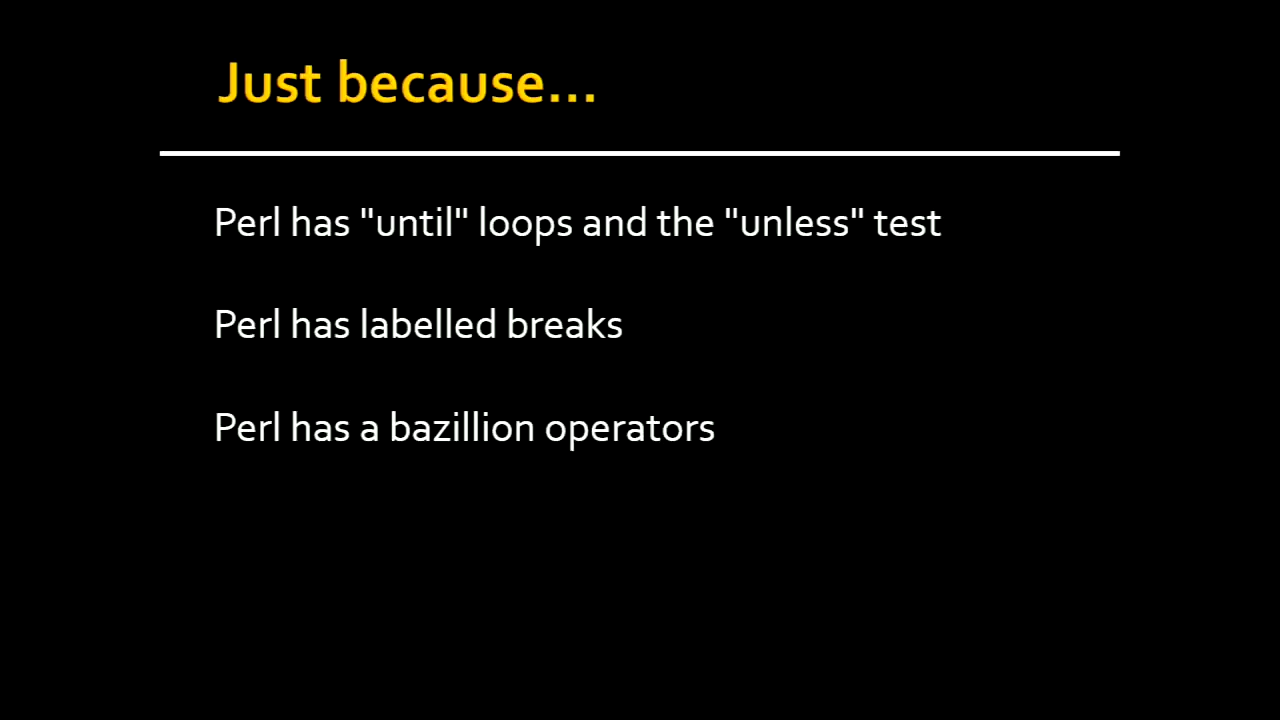 Just because...
Perl has "until" loops and the "unless" test
Perl has labelled breaks
Perl has a bazillion operators